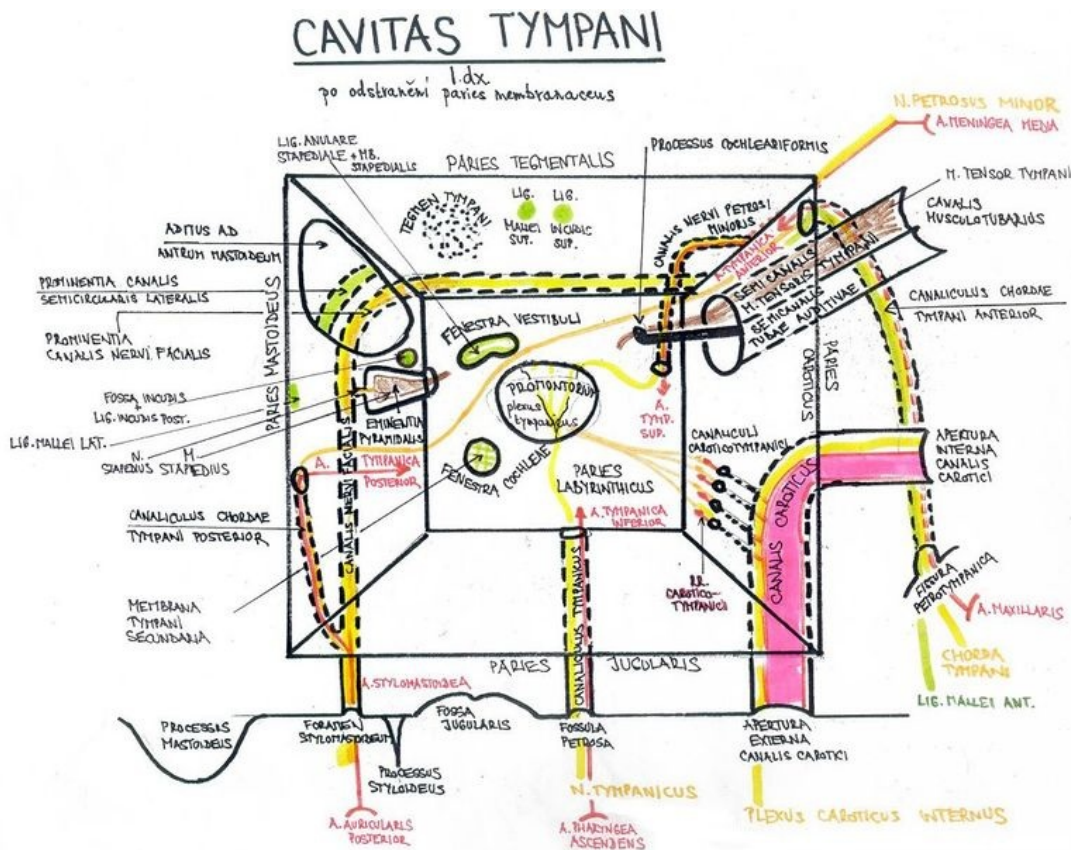 CAVITAS TYMPANI
l.dx
po odstranění paries membranaceus
N. PETROSUS MINOR
A. MENINGEA MEDIA
LIG. ANULARE
STAPEDIALE + MB.
STAPEDIALIS
PARIES TEGMENTALIS
PROCESSUS COCHLEARIFORMIS
M. TENSOR TYMPANI
CANALIS
MUSCULOTUBARIUS
TEGMEN TYMPANI
LIG.
MALLEI
SUP.
LIG.
INCUDIS
SUP.
CANALIS NERVI PETROSI
MINORIS
A. TYMPANICA
ANTERIOR
SEMICANALIS
M. TENSORIS TYMPANI
SEMICANALIS
TUBAE AUDITIVAE
ADITUS AD
ANTRUM MASTOIDEUM
PROMINENTIA CANALIS
SEMICIRCULARIS LATERALIS
PROMINENTIA
CANALIS NERVI FACIALIS
PARIES MASTOIDEUS
CANALICULUS CHORDAE
TYMPANI ANTERIOR
PARIES
CAROTICUS
FENESTRA VESTIBULI
FOSSA INCUDIS
+
LIG. INCUDIS POST.
LIG. MALLEI LAT.
N.
STAPEDIUS
M.
STAPEDIUS
EMINENTIA
PYRAMIDALIS
PROMONTORIUM
plexus
tympanicus
A.
TYMP.
SUP.
CANALICULI
CAROTICOTYMPANICI
APERTURA
INTERNA
CANALIS
CAROTICI
A. TYMPANICA
POSTERIOR
FENESTRA COCHLEAE
PARIES
LABYRINTHICUS
A. TYMPANICA
INFERIOR
CANALICULUS CHORDAE
TYMPANI POSTERIOR
CANALIS NERVI FACIALIS
CANALICULUS TYMPANICUS
CANALIS CAROTICUS
RR.
CAROTICO-
TYMPANICI
MEMBRANA
TYMPANI
SECUNDARIA
FISSURA
PETROTYMPANICA
A. MAXILLARIS
CHORDA
TYMPANI
LIG. MALLEI ANT.
PARIES JUGULARIS
A. STYLOMASTOIDEA
PROCESSUS
MASTOIDEUS
FORAMEN
STYLOMASTOIDEUM
FOSSA
JUGULARIS
PROCESSUS
STYLOIDEUS
FOSSULA
PETROSA
APERTURA
EXTERNA
CANALIS CAROTICI
N. TYMPANICUS
PLEXUS CAROTICUS INTERNUS
A. AURICULARIS
POSTERIOR
A. PHARYNGEA
ASCENDENS